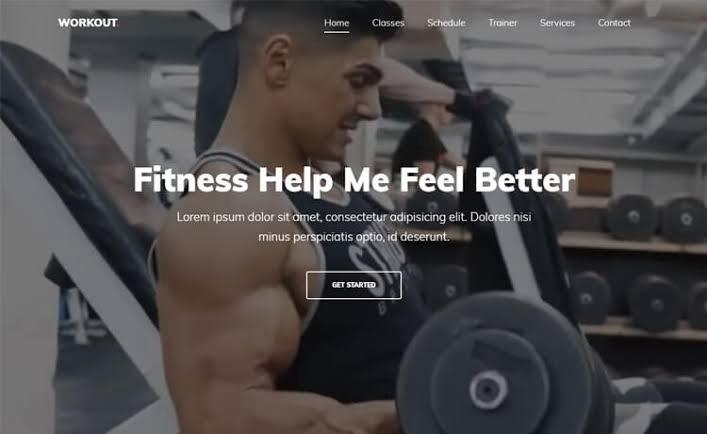 WORKOUT.
Home Classes Schedule Trainer Services Contact
Fitness Help Me Feel Better
Lorem ipsum dolor sit amet, consectetur adipisicing elit. Dolores nisi
minus perspiciatis optio, id deserunt.
GET STARTED